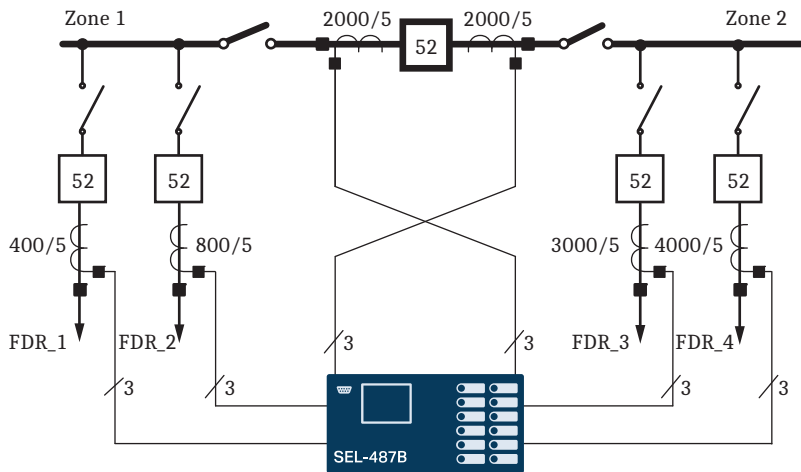 Zone 1
2000/5
2000/5
Zone 2
52
52
52
52
52
400/5
800/5
3000/5
4000/5
FDR_1
FDR_2
FDR_3
FDR_4
3
3
3
3
3
3
SEL-487B